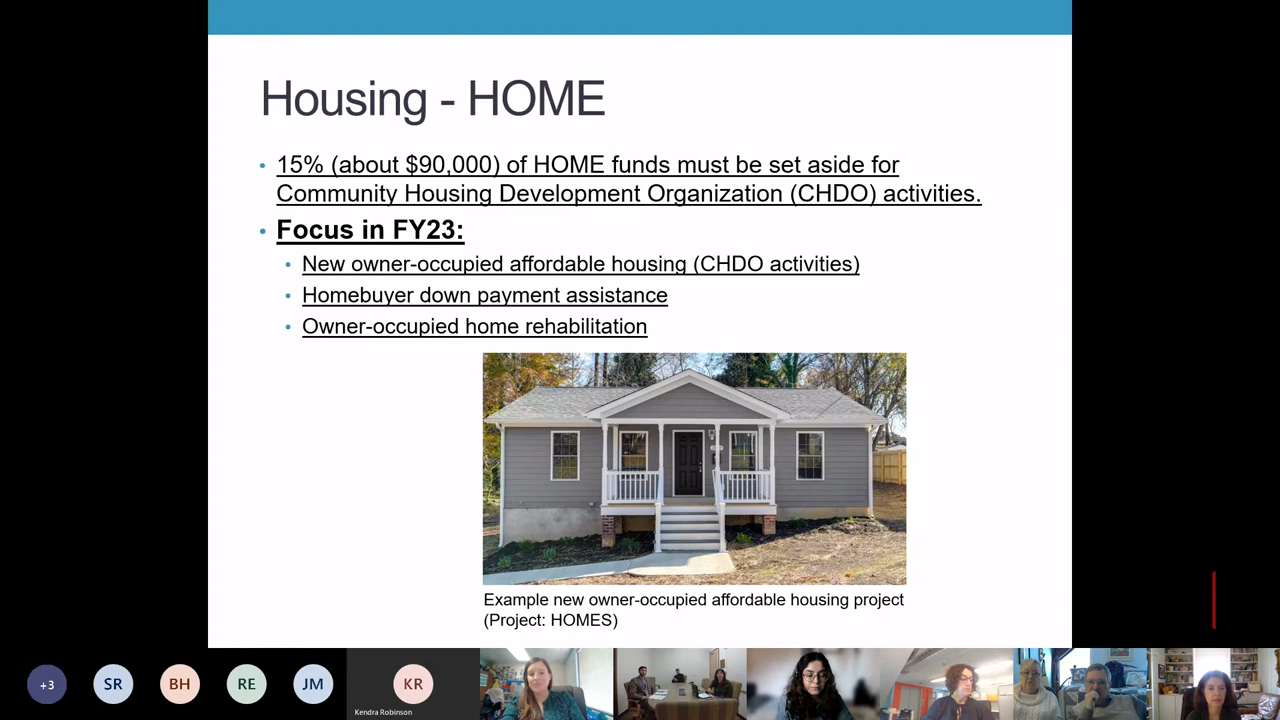 Housing - HOME
• 15% (about $90,000) of HOME funds must be set aside for
Community Housing Development Organization (CHDO) activities.
• Focus in FY23:
• New owner-occupied affordable housing (CHDO activities)
• Homebuyer down payment assistance
• Owner-occupied home rehabilitation
Example new owner-occupied affordable housing project
(Project: HOMES)
+3
SR
BH
RE
JM
KR
Kendra Robinson